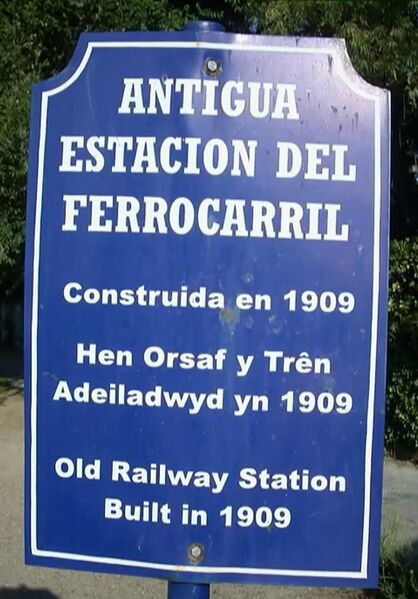 ANTIGUA
ESTACION DEL
FERROCARRIL
Construida en 1909
Hen Orsaf y Trên
Adeiladwyd yn 1909
Old Railway Station
Built in 1909